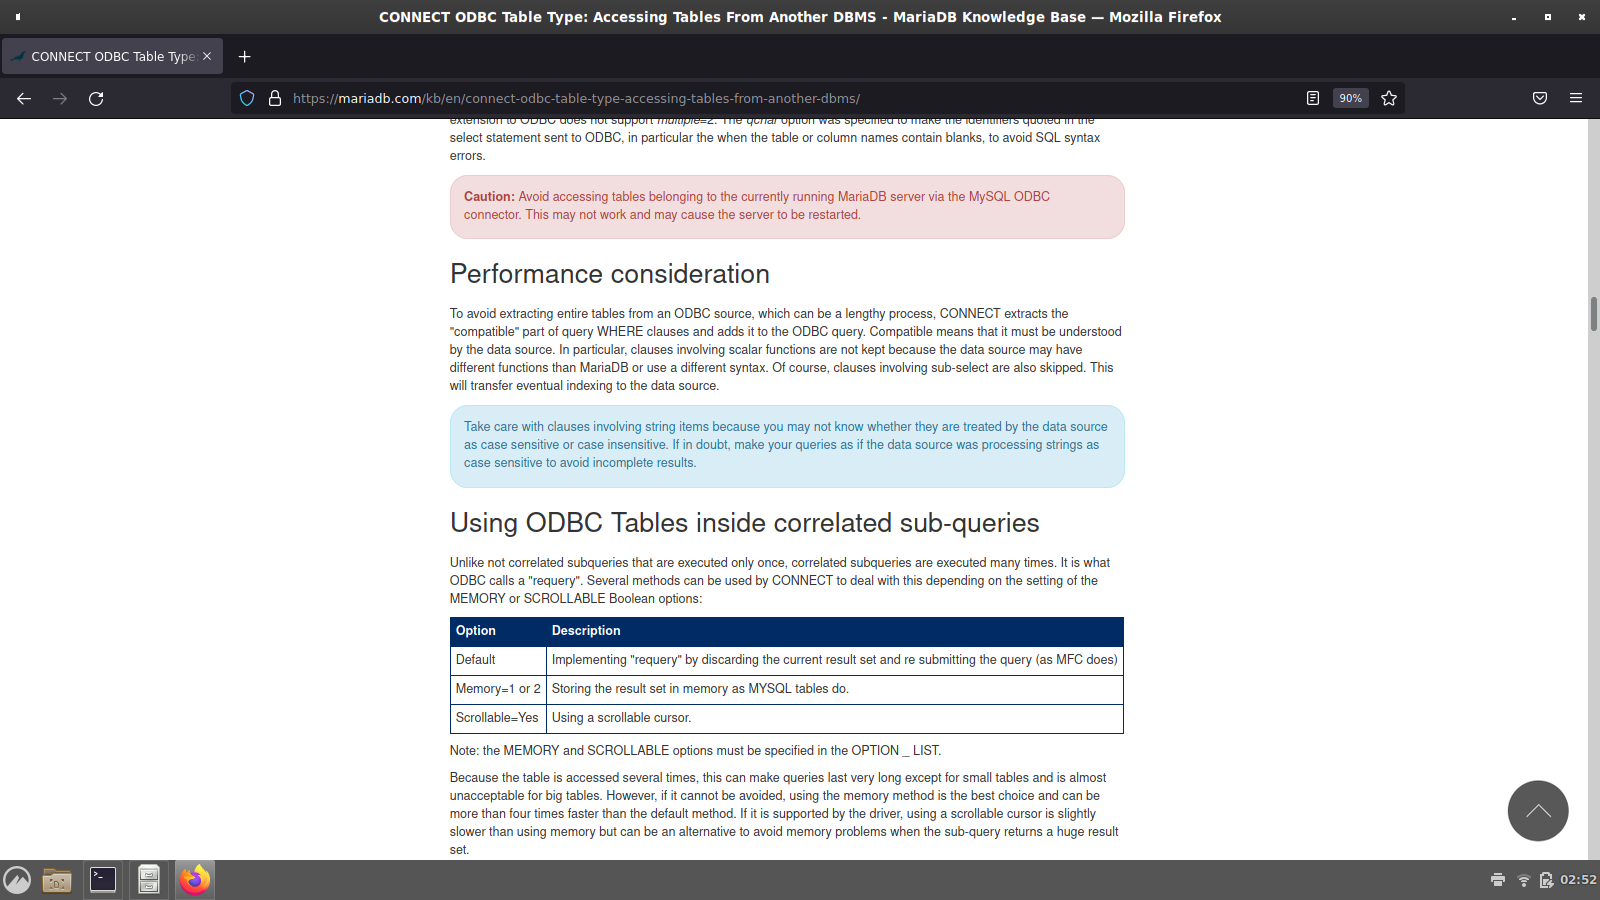 CONNECT ODBC Table Type: Accessing Tables From Another DBMS - MariaDB Knowledge Base — Mozilla Firefox
CONNECT ODBC Table Type:
https://mariadb.com/kb/en/connect-odbc-table-type-accessing-tables-from-another-dbms/
90%
extension to ODBC does not support multiple=2. The qchar option was specified to make the identifiers quoted in the
select statement sent to ODBC, in particular the when the table or column names contain blanks, to avoid SQL syntax
errors.
Caution: Avoid accessing tables belonging to the currently running MariaDB server via the MySQL ODBC
connector. This may not work and may cause the server to be restarted.
Performance consideration
To avoid extracting entire tables from an ODBC source, which can be a lengthy process, CONNECT extracts the
"compatible" part of query WHERE clauses and adds it to the ODBC query. Compatible means that it must be understood
by the data source. In particular, clauses involving scalar functions are not kept because the data source may have
different functions than MariaDB or use a different syntax. Of course, clauses involving sub-select are also skipped. This
will transfer eventual indexing to the data source.
Take care with clauses involving string items because you may not know whether they are treated by the data source
as case sensitive or case insensitive. If in doubt, make your queries as if the data source was processing strings as
case sensitive to avoid incomplete results.
Using ODBC Tables inside correlated sub-queries
Unlike not correlated subqueries that are executed only once, correlated subqueries are executed many times. It is what
ODBC calls a "requery". Several methods can be used by CONNECT to deal with this depending on the setting of the
MEMORY or SCROLLABLE Boolean options:
Option Description
Default Implementing "requery" by discarding the current result set and re submitting the query (as MFC does)
Memory=1 or 2 Storing the result set in memory as MYSQL tables do.
Scrollable=Yes Using a scrollable cursor.
Note: the MEMORY and SCROLLABLE options must be specified in the OPTION _ LIST.
Because the table is accessed several times, this can make queries last very long except for small tables and is almost
unacceptable for big tables. However, if it cannot be avoided, using the memory method is the best choice and can be
more than four times faster than the default method. If it is supported by the driver, using a scrollable cursor is slightly
slower than using memory but can be an alternative to avoid memory problems when the sub-query returns a huge result
set.
02:52